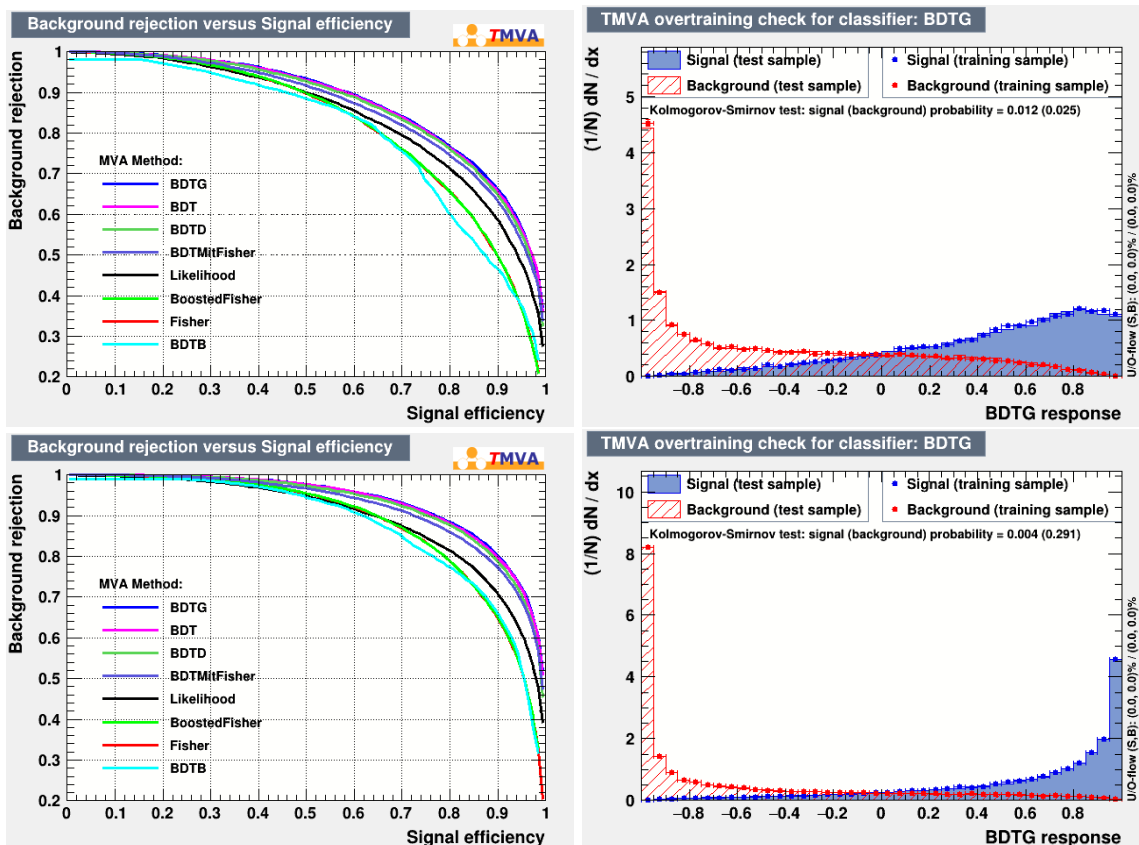 Background rejection versus Signal efficiency
TMVA
Background rejection
1
0.9
0.8
0.7
0.6
0.5
0.4
0.3
0.2
MVA Method:
BDTG
BDT
BDTD
BDTMitFisher
Likelihood
BoostedFisher
Fisher
BDTB
0 0.1 0.2 0.3 0.4 0.5 0.6 0.7 0.8 0.9 1
Signal efficiency
TMVA overtraining check for classifier: BDTG
(1/N) dN / dx
Signal (test sample)
Background (test sample)
Signal (training sample)
Background (training sample)
Kolmogorov-Smirnov test: signal (background) probability = 0.012 (0.025)
5
4
3
2
1
0
−0.8 −0.6 −0.4 −0.2 0 0.2 0.4 0.6 0.8
BDTG response
U/O-flow (S,B): (0.0, 0.0)% / (0.0, 0.0)%
Background rejection versus Signal efficiency
TMVA
Background rejection
1
0.9
0.8
0.7
0.6
0.5
0.4
0.3
0.2
MVA Method:
BDTG
BDT
BDTD
BDTMitFisher
Likelihood
BoostedFisher
Fisher
BDTB
0 0.1 0.2 0.3 0.4 0.5 0.6 0.7 0.8 0.9 1
Signal efficiency
TMVA overtraining check for classifier: BDTG
(1/N) dN / dx
Signal (test sample)
Background (test sample)
Signal (training sample)
Background (training sample)
Kolmogorov-Smirnov test: signal (background) probability = 0.004 (0.291)
10
8
6
4
2
0
−0.8 −0.6 −0.4 −0.2 0 0.2 0.4 0.6 0.8
BDTG response
U/O-flow (S,B): (0.0, 0.0)% / (0.0, 0.0)%